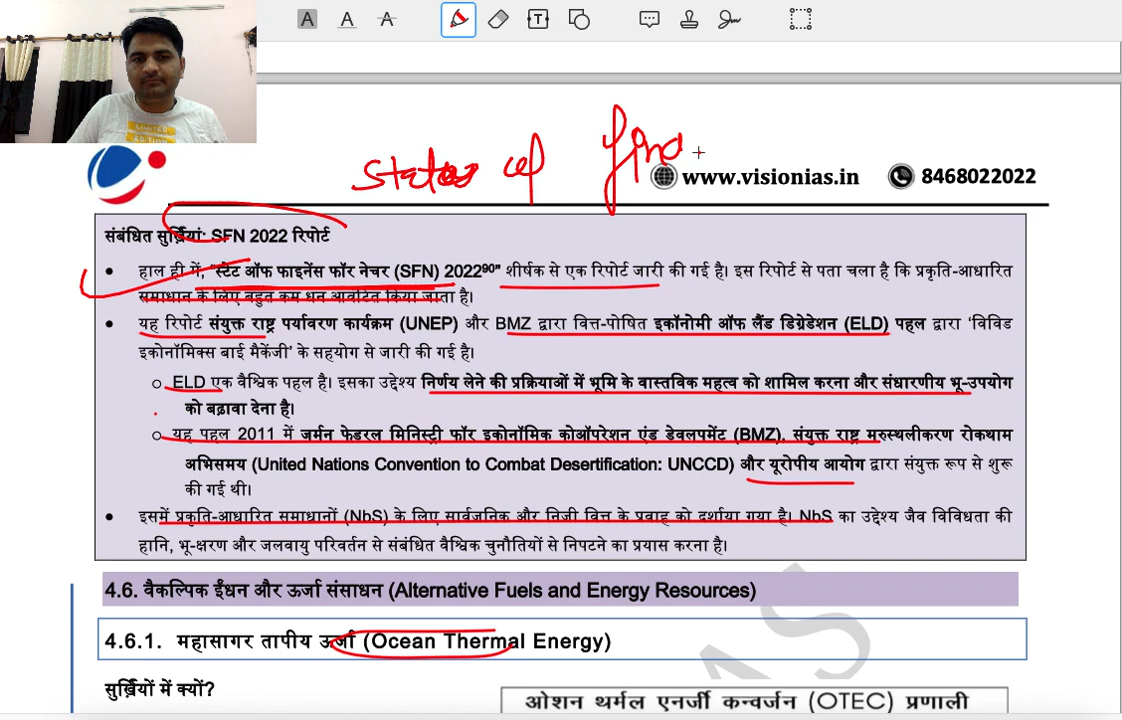 State of fina
www.visionias.in 8468022022
संबंधित सुर्ख़ियां: SFN 2022 रिपोर्ट
• हाल ही में, "स्टेट ऑफ फाइनेंस फॉर नेचर (SFN) 2022⁹⁰" शीर्षक से एक रिपोर्ट जारी की गई है। इस रिपोर्ट से पता चला है कि प्रकृति-आधारित
समाधान के लिए बहुत कम धन आवंटित किया जाता है।
• यह रिपोर्ट संयुक्त राष्ट्र पर्यावरण कार्यक्रम (UNEP) और BMZ द्वारा वित्त-पोषित इकॉनोमी ऑफ लैंड डिग्रेडेशन (ELD) पहल द्वारा 'विविड
इकोनॉमिक्स बाई मैकेंजी' के सहयोग से जारी की गई है।
o ELD एक वैश्विक पहल है। इसका उद्देश्य निर्णय लेने की प्रक्रियाओं में भूमि के वास्तविक महत्व को शामिल करना और संधारणीय भू-उपयोग
को बढ़ावा देना है।
o यह पहल 2011 में जर्मन फेडरल मिनिस्ट्री फॉर इकोनॉमिक कोऑपरेशन एंड डेवलपमेंट (BMZ), संयुक्त राष्ट्र मरुस्थलीकरण रोकथाम
अभिसमय (United Nations Convention to Combat Desertification: UNCCD) और यूरोपीय आयोग द्वारा संयुक्त रूप से शुरू
की गई थी।
• इसमें प्रकृति-आधारित समाधानों (NbS) के लिए सार्वजनिक और निजी वित्त के प्रवाह को दर्शाया गया है। NbS का उद्देश्य जैव विविधता की
हानि, भू-क्षरण और जलवायु परिवर्तन से संबंधित वैश्विक चुनौतियों से निपटने का प्रयास करना है।
4.6. वैकल्पिक ईंधन और ऊर्जा संसाधन (Alternative Fuels and Energy Resources)
4.6.1. महासागर तापीय ऊर्जा (Ocean Thermal Energy)
सुर्ख़ियों में क्यों?
ओशन थर्मल एनर्जी कन्वर्जन (OTEC) प्रणाली